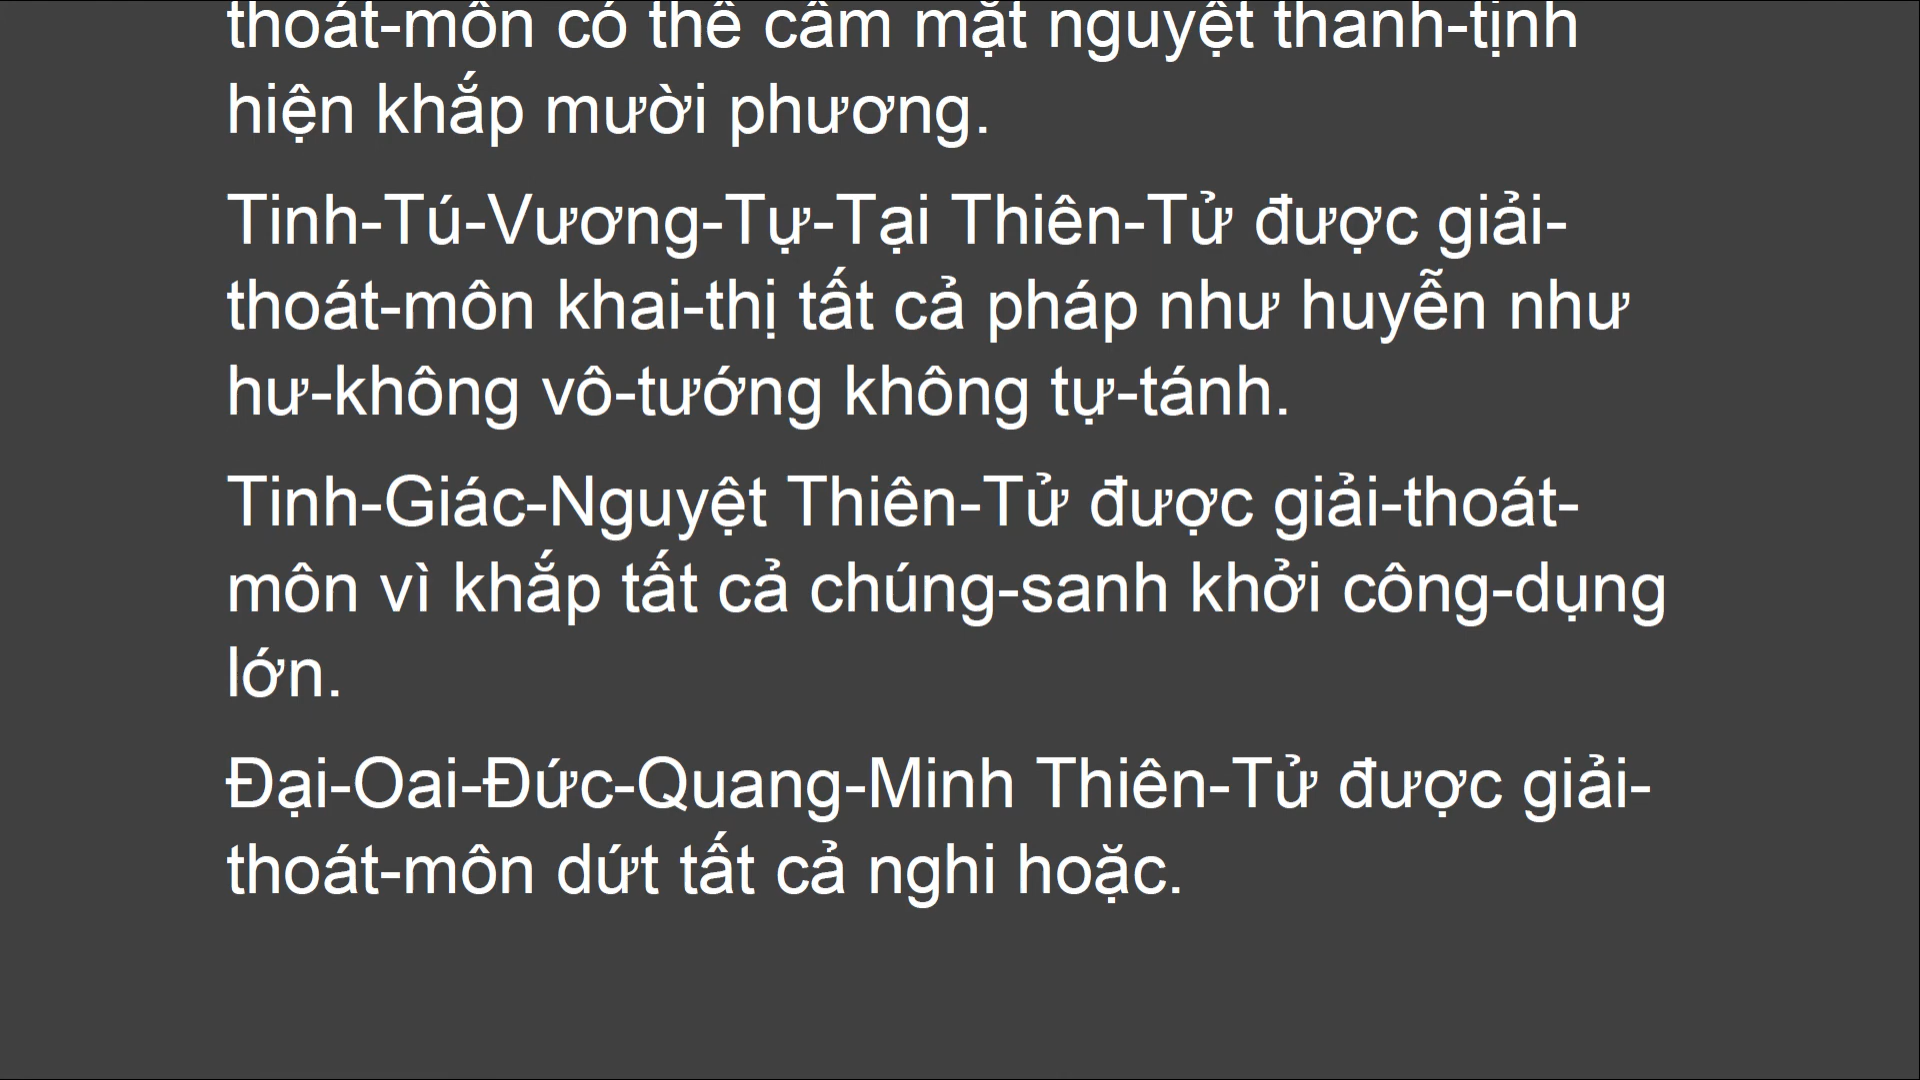 thoát-môn có thể cầm mặt nguyệt thanh-tịnh
hiện khắp mười phương.
Tinh-Tú-Vương-Tự-Tại Thiên-Tử được giải-
thoát-môn khai-thị tất cả pháp như huyễn như
hư-không vô-tướng không tự-tánh.
Tinh-Giác-Nguyệt Thiên-Tử được giải-thoát-
môn vì khắp tất cả chúng-sanh khởi công-dụng
lớn.
Đại-Oai-Đức-Quang-Minh Thiên-Tử được giải-
thoát-môn dứt tất cả nghi hoặc.